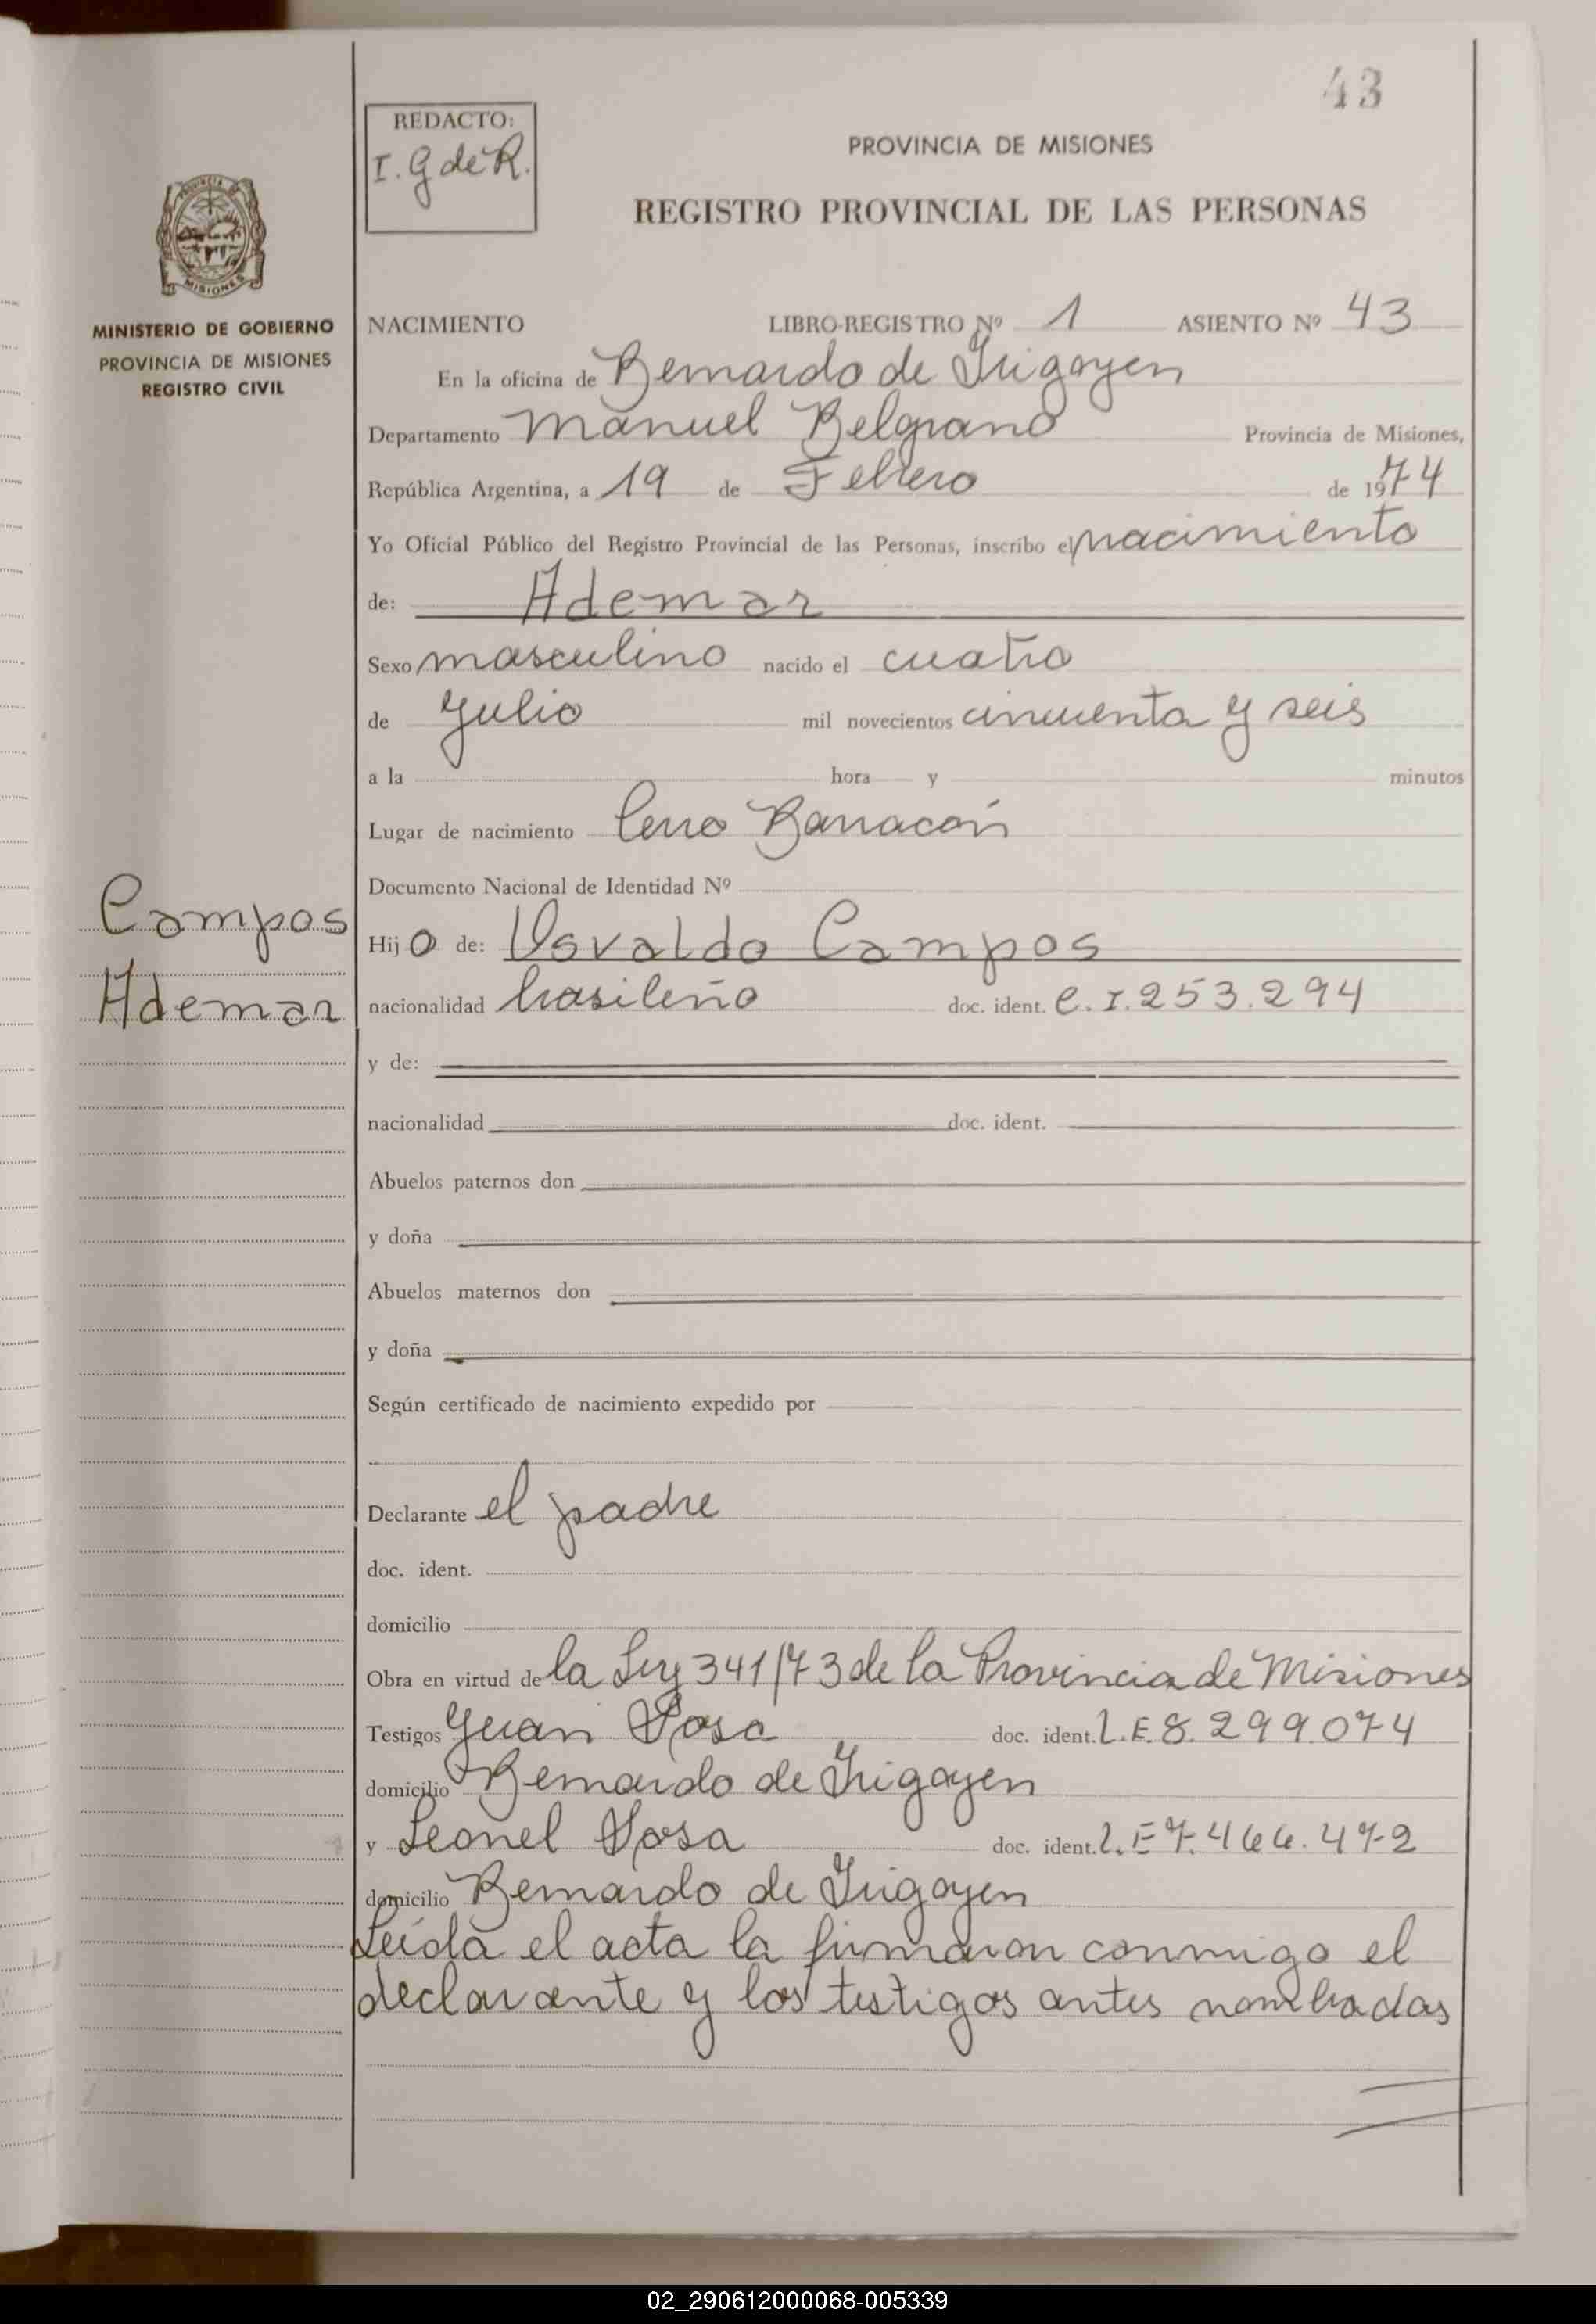 43
REDACTO:
I. G de R.
PROVINCIA DE MISIONES
REGISTRO PROVINCIAL DE LAS PERSONAS
PROVINCIA DE
MISIONES
MINISTERIO DE GOBIERNO
PROVINCIA DE MISIONES
REGISTRO CIVIL
NACIMIENTO LIBRO-REGISTRO Nº 1 ASIENTO Nº 43
En la oficina de Bernardo de Irigoyen
Departamento Manuel Belgrano Provincia de Misiones,
República Argentina, a 19 de Febrero de 1974
Yo Oficial Público del Registro Provincial de las Personas, inscribo el nacimiento
de: Ademar
Sexo masculino nacido el cuatro
de Julio mil novecientos cincuenta y seis
a la hora y minutos
Lugar de nacimiento Cerro Barracón
Documento Nacional de Identidad Nº
Campos
Ademar
Hijo de: Osvaldo Campos
nacionalidad brasileño doc. ident. C.I. 253.294
y de:
nacionalidad doc. ident.
Abuelos paternos don
y doña
Abuelos maternos don
y doña
Según certificado de nacimiento expedido por
Declarante el padre
doc. ident.
domicilio
Obra en virtud de la Ley 341/73 de la Provincia de Misiones
Testigos Juan Sosa doc. ident. L.E. 8.299.074
domicilio Bernardo de Irigoyen
y Leonel Sosa doc. ident. L.E 7.466.472
domicilio Bernardo de Irigoyen
Leída el acta la firmaron conmigo el
declarante y los testigos antes nombrados
02_290612000068-005339